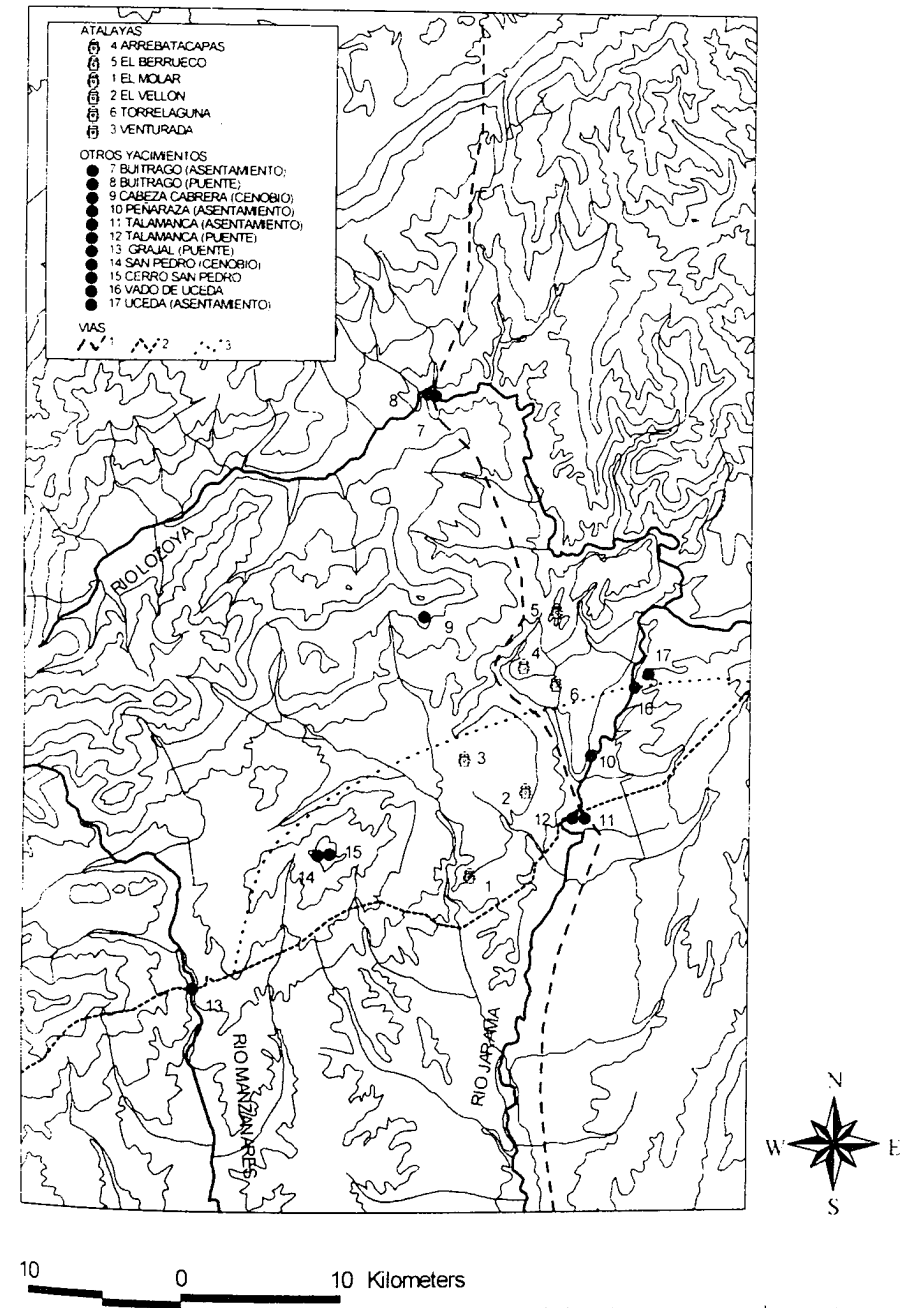 ATALAYAS
4 ARREBATACAPAS
5 EL BERRUECO
1 EL MOLAR
2 EL VELLON
6 TORRELAGUNA
3 VENTURADA
OTROS YACIMIENTOS
7 BUITRAGO (ASENTAMIENTO)
8 BUITRAGO (PUENTE)
9 CABEZA CABRERA (CENOBIO)
10 PEÑARAZA (ASENTAMIENTO)
11 TALAMANCA (ASENTAMIENTO)
12 TALAMANCA (PUENTE)
13 GRAJAL (PUENTE)
14 SAN PEDRO (CENOBIO)
15 CERRO SAN PEDRO
16 VADO DE UCEDA
17 UCEDA (ASENTAMIENTO)
VIAS
1 2 3
8
7
RIO LOZOYA
5
9
4
17
6
16
3
10
2
12 11
15
14
1
13
RIO JARAMA
RIO MANZANARES
N
W E
S
10 0 10 Kilometers